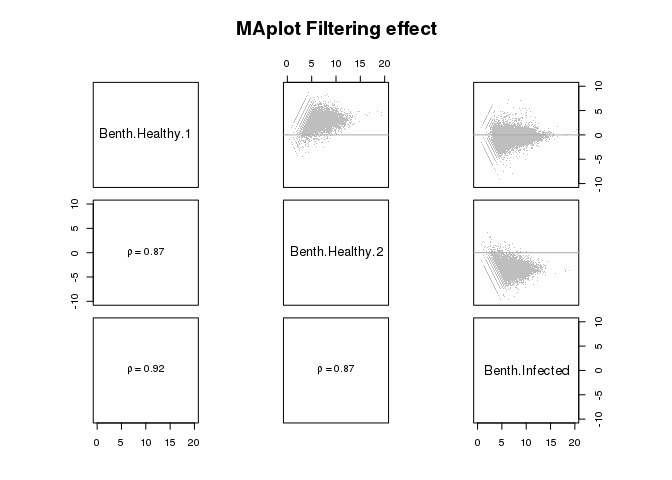 MAplot Filtering effect
0 5 10 15 20
Benth.Healthy.1
10
5
0
-5
-10
10
5
0
-5
-10
ρ = 0.87
Benth.Healthy.2
ρ = 0.92
ρ = 0.87
Benth.Infected
10
5
0
-5
-10
0 5 10 15 20
0 5 10 15 20